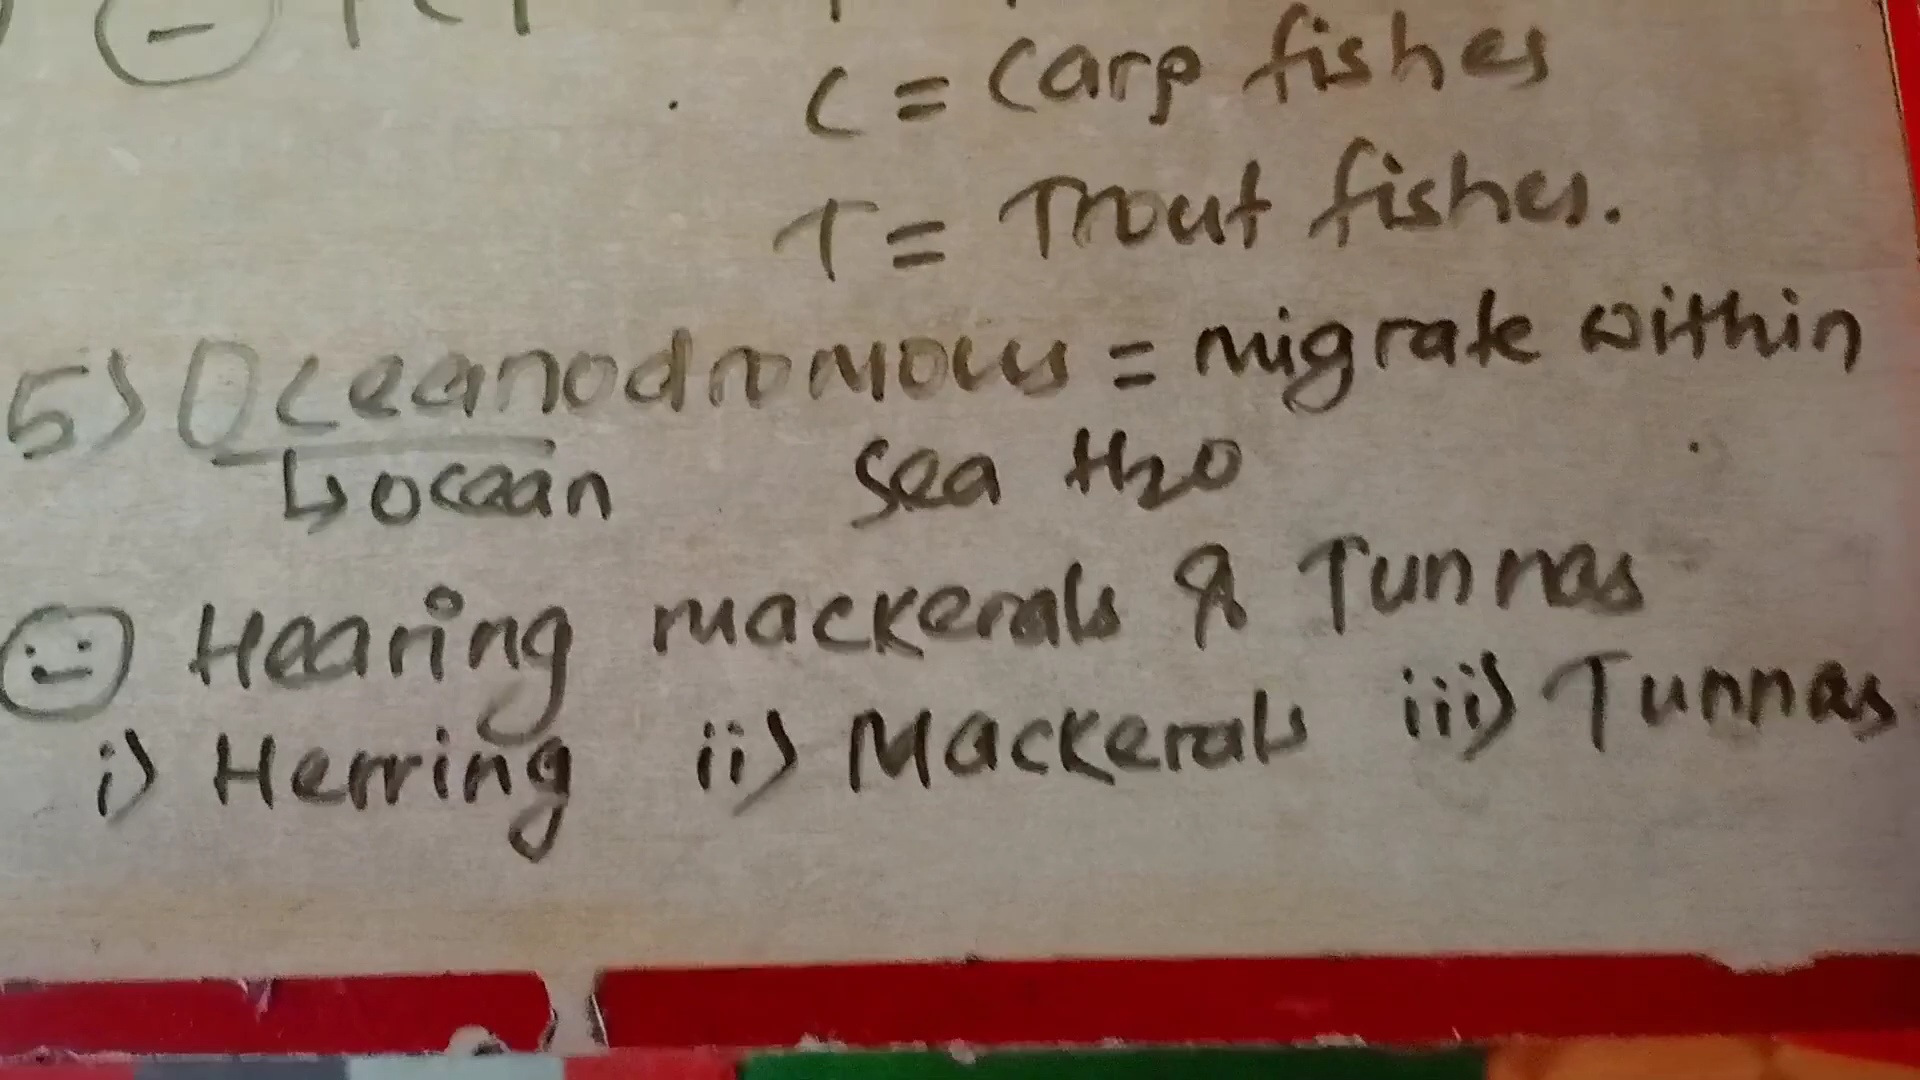 C = Carp fishes
T = Trout fishes.
5) Oceanodromous = migrate within
↳ ocean sea H2O
Hearing mackerals & Tunnas
i) Herring ii) Mackerals iii) Tunnas